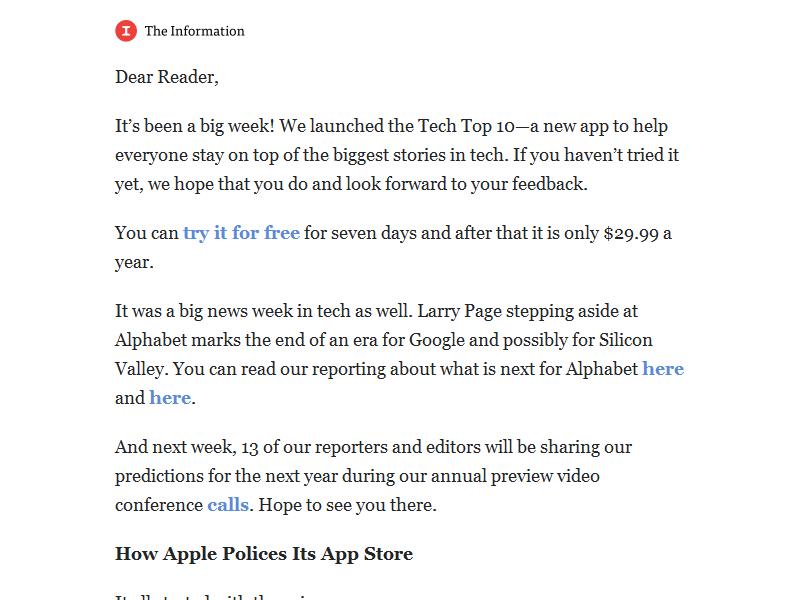 The Information
Dear Reader,
It’s been a big week! We launched the Tech Top 10—a new app to help
everyone stay on top of the biggest stories in tech. If you haven’t tried it
yet, we hope that you do and look forward to your feedback.
You can try it for free for seven days and after that it is only $29.99 a
year.
It was a big news week in tech as well. Larry Page stepping aside at
Alphabet marks the end of an era for Google and possibly for Silicon
Valley. You can read our reporting about what is next for Alphabet here
and here.
And next week, 13 of our reporters and editors will be sharing our
predictions for the next year during our annual preview video
conference calls. Hope to see you there.
How Apple Polices Its App Store